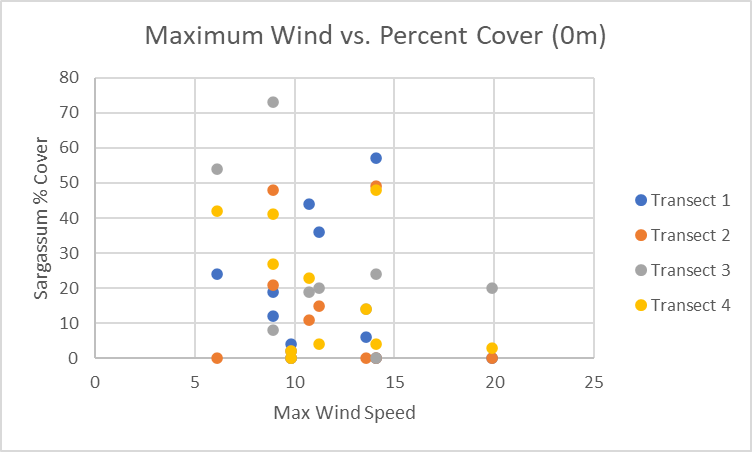 Maximum Wind vs. Percent Cover (0m)
80
70
60
50
40
30
20
10
0
Sargassum % Cover
0 5 10 15 20 25
Max Wind Speed
Transect 1
Transect 2
Transect 3
Transect 4